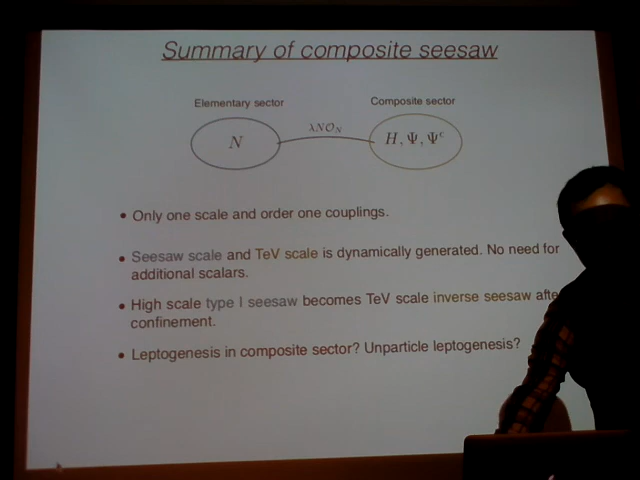 Summary of composite seesaw
Elementary sector
Composite sector
λNO_N
N
H, Ψ, Ψᶜ
• Only one scale and order one couplings.
• Seesaw scale and TeV scale is dynamically generated. No need for
additional scalars.
• High scale type I seesaw becomes TeV scale inverse seesaw after
confinement.
• Leptogenesis in composite sector? Unparticle leptogenesis?